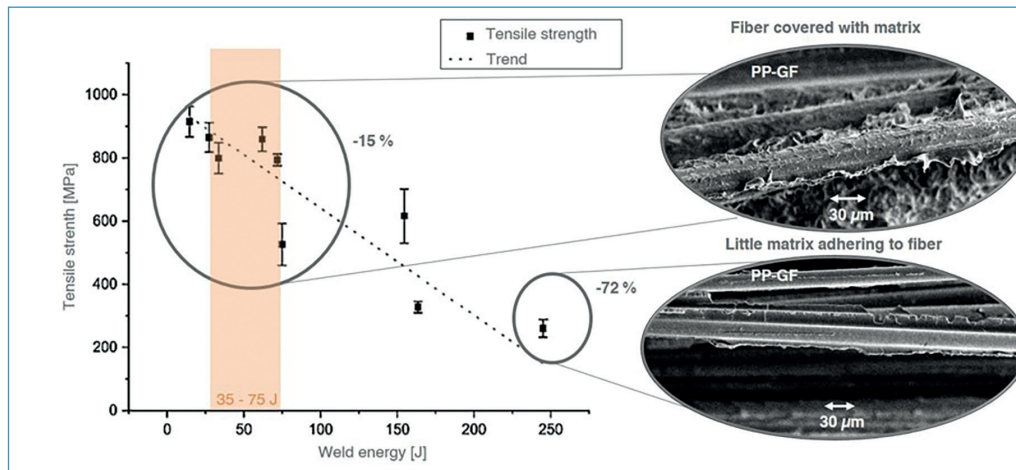 Tensile strength
Trend
Fiber covered with matrix
PP-GF
30 µm
Tensile strenth [MPa]
1000
800
600
400
200
0
-15 %
-72 %
35 - 75 J
0
50
75
100
125
150
200
250
Weld energy [J]
Little matrix adhering to fiber
PP-GF
30 µm